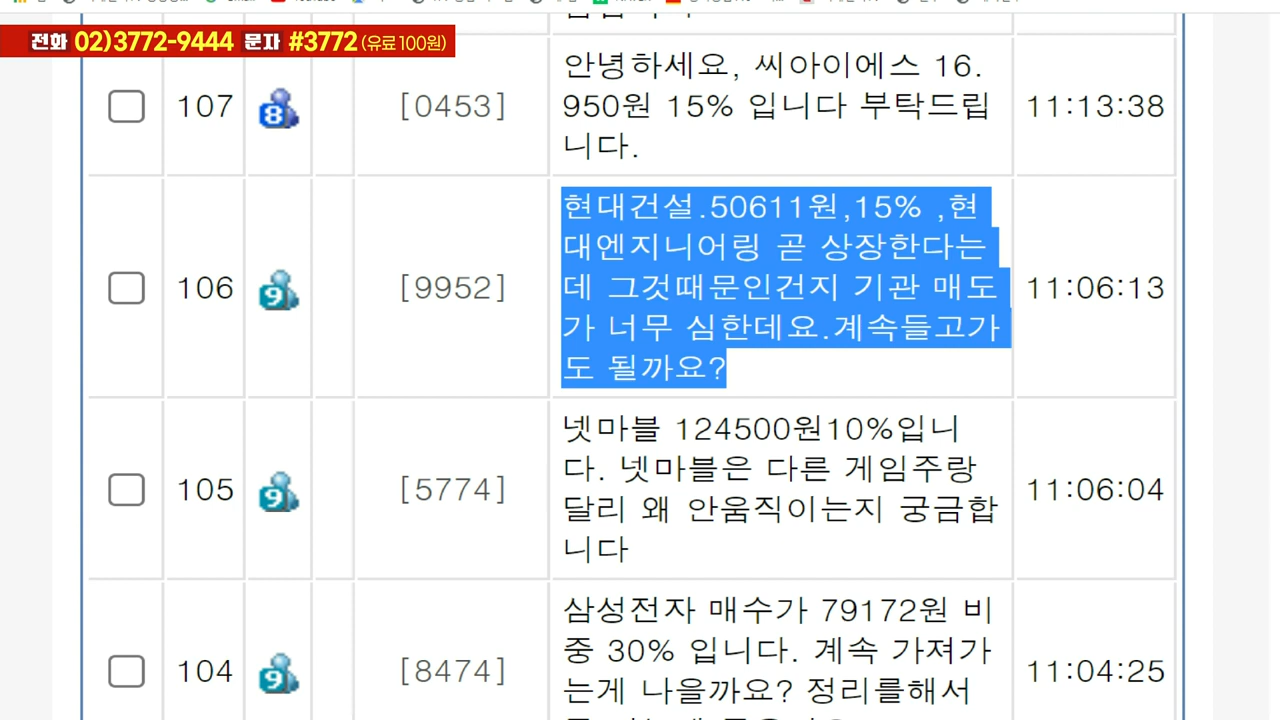 전화 02)3772-9444 문자 #3772 (유료100원)
107 [0453] 안녕하세요, 씨아이에스 16.
950원 15% 입니다 부탁드립
니다. 11:13:38
106 [9952] 현대건설.50611원,15% ,현
대엔지니어링 곧 상장한다는
데 그것때문인건지 기관 매도
가 너무 심한데요.계속들고가
도 될까요? 11:06:13
105 [5774] 넷마블 124500원10%입니
다. 넷마블은 다른 게임주랑
달리 왜 안움직이는지 궁금합
니다 11:06:04
104 [8474] 삼성전자 매수가 79172원 비
중 30% 입니다. 계속 가져가
는게 나을까요? 정리를해서 11:04:25